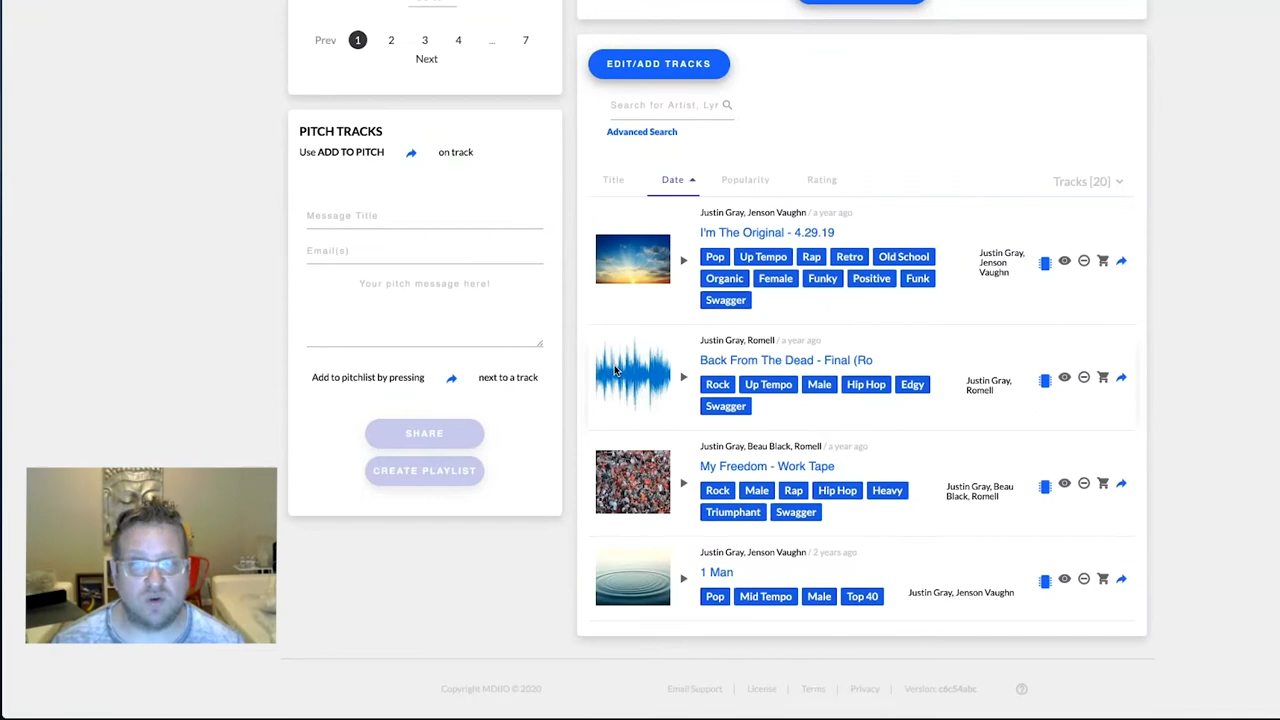 Prev 1 2 3 4 ... 7
Next
PITCH TRACKS
Use ADD TO PITCH on track
Message Title
Email(s)
Your pitch message here!
Add to pitchlist by pressing next to a track
SHARE
CREATE PLAYLIST
EDIT/ADD TRACKS
Search for Artist, Lyr
Advanced Search
Title Date Popularity Rating Tracks [20]
Justin Gray, Jenson Vaughn / a year ago
I'm The Original - 4.29.19
Pop Up Tempo Rap Retro Old School
Organic Female Funky Positive Funk
Swagger
Justin Gray,
Jenson
Vaughn
Justin Gray, Romell / a year ago
Back From The Dead - Final (Ro
Rock Up Tempo Male Hip Hop Edgy
Swagger
Justin Gray,
Romell
Justin Gray, Beau Black, Romell / a year ago
My Freedom - Work Tape
Rock Male Rap Hip Hop Heavy
Triumphant Swagger
Justin Gray, Beau
Black, Romell
Justin Gray, Jenson Vaughn / 2 years ago
1 Man
Pop Mid Tempo Male Top 40
Justin Gray, Jenson Vaughn
Copyright MDIIO © 2020
Email Support | License | Terms | Privacy | Version: c6c54abc